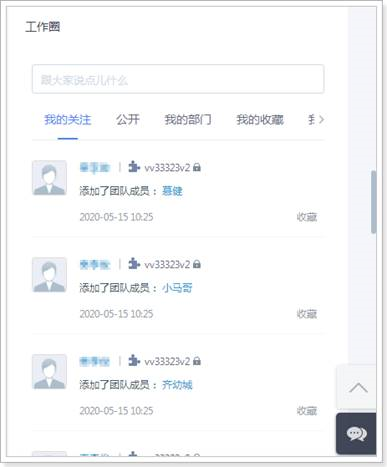 工作圈
跟大家说点儿什么
我的关注 公开 我的部门 我的收藏
vv33323v2
添加了团队成员： 慕健
2020-05-15 10:25 收藏
vv33323v2
添加了团队成员： 小马哥
2020-05-15 10:25 收藏
vv33323v2
添加了团队成员： 齐幼城
2020-05-15 10:25 收藏